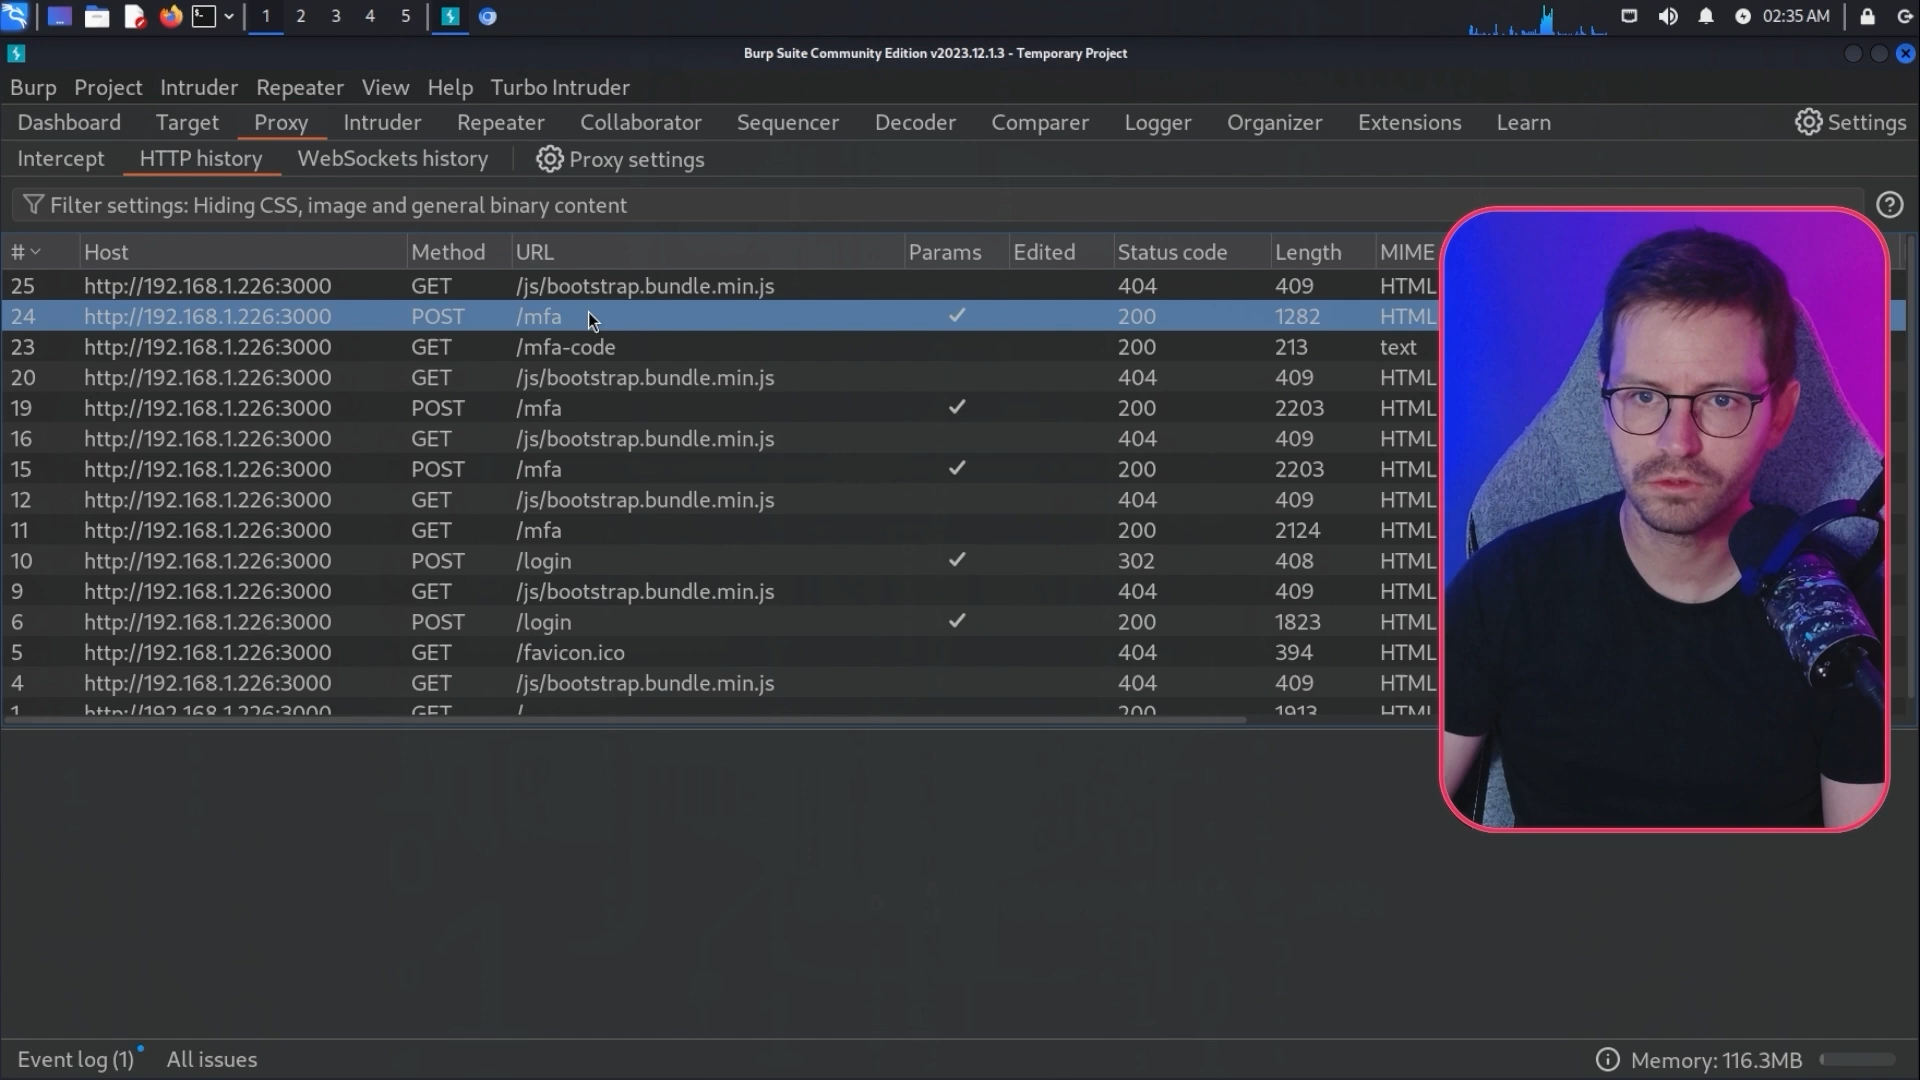 1 2 3 4 5 02:35 AM
Burp Suite Community Edition v2023.12.1.3 - Temporary Project
Burp Project Intruder Repeater View Help Turbo Intruder
Dashboard Target Proxy Intruder Repeater Collaborator Sequencer Decoder Comparer Logger Organizer Extensions Learn Settings
Intercept HTTP history WebSockets history Proxy settings
Filter settings: Hiding CSS, image and general binary content
# Host Method URL Params Edited Status code Length MIME
25 http://192.168.1.226:3000 GET /js/bootstrap.bundle.min.js 404 409 HTML
24 http://192.168.1.226:3000 POST /mfa ✓ 200 1282 HTML
23 http://192.168.1.226:3000 GET /mfa-code 200 213 text
20 http://192.168.1.226:3000 GET /js/bootstrap.bundle.min.js 404 409 HTML
19 http://192.168.1.226:3000 POST /mfa ✓ 200 2203 HTML
16 http://192.168.1.226:3000 GET /js/bootstrap.bundle.min.js 404 409 HTML
15 http://192.168.1.226:3000 POST /mfa ✓ 200 2203 HTML
12 http://192.168.1.226:3000 GET /js/bootstrap.bundle.min.js 404 409 HTML
11 http://192.168.1.226:3000 GET /mfa 200 2124 HTML
10 http://192.168.1.226:3000 POST /login ✓ 302 408 HTML
9 http://192.168.1.226:3000 GET /js/bootstrap.bundle.min.js 404 409 HTML
6 http://192.168.1.226:3000 POST /login ✓ 200 1823 HTML
5 http://192.168.1.226:3000 GET /favicon.ico 404 394 HTML
4 http://192.168.1.226:3000 GET /js/bootstrap.bundle.min.js 404 409 HTML
1 http://192.168.1.226:3000 GET / 200 1913 HTML
Event log (1) All issues Memory: 116.3MB